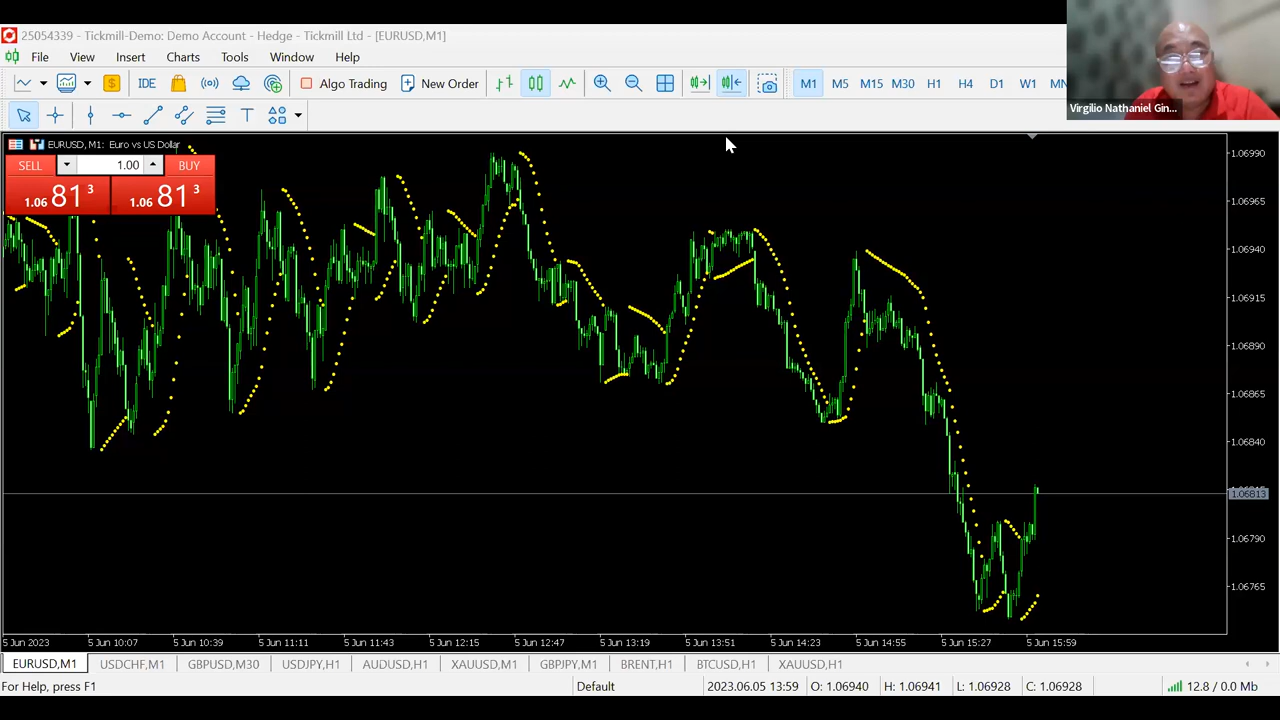 25054339 - Tickmill-Demo: Demo Account - Hedge - Tickmill Ltd - [EURUSD,M1]
File View Insert Charts Tools Window Help
IDE Algo Trading New Order M1 M5 M15 M30 H1 H4 D1 W1 MN
Virgilio Nathaniel Gin...
EURUSD, M1: Euro vs US Dollar
SELL 1.00 BUY
1.06 81 3 1.06 81 3
1.06990
1.06965
1.06940
1.06915
1.06890
1.06865
1.06840
1.06813
1.06790
1.06765
5 Jun 2023 5 Jun 10:07 5 Jun 10:39 5 Jun 11:11 5 Jun 11:43 5 Jun 12:15 5 Jun 12:47 5 Jun 13:19 5 Jun 13:51 5 Jun 14:23 5 Jun 14:55 5 Jun 15:27 5 Jun 15:59
EURUSD,M1 USDCHF,M1 GBPUSD,M30 USDJPY,H1 AUDUSD,H1 XAUUSD,M1 GBPJPY,M1 BRENT,H1 BTCUSD,H1 XAUUSD,H1
For Help, press F1 Default 2023.06.05 13:59 O: 1.06940 H: 1.06941 L: 1.06928 C: 1.06928 12.8 / 0.0 Mb